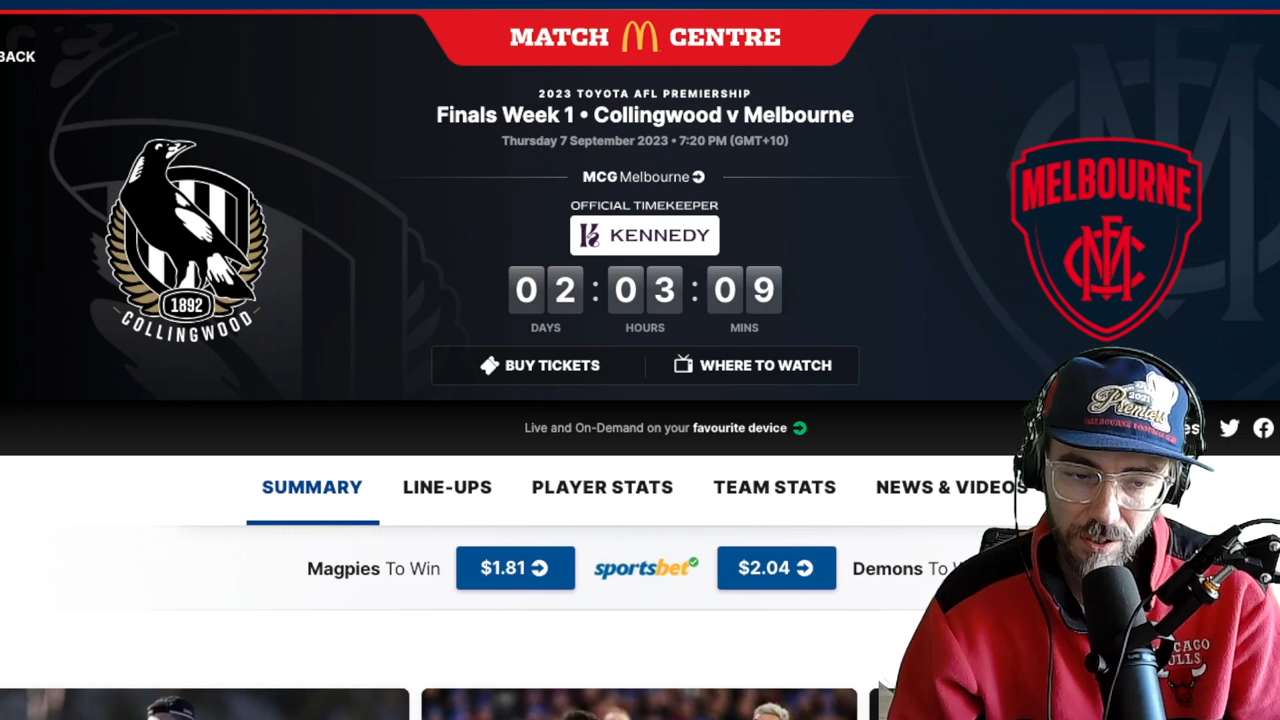 MATCH CENTRE
BACK
2023 TOYOTA AFL PREMIERSHIP
Finals Week 1 • Collingwood v Melbourne
Thursday 7 September 2023 • 7:20 PM (GMT+10)
MCG Melbourne
OFFICIAL TIMEKEEPER
KENNEDY
02 : 03 : 09
DAYS HOURS MINS
BUY TICKETS WHERE TO WATCH
1892
COLLINGWOOD
MELBOURNE
Live and On-Demand on your favourite device
SUMMARY LINE-UPS PLAYER STATS TEAM STATS NEWS & VIDEOS
Magpies To Win $1.81 sportsbet $2.04 Demons To
2021
Premiers
MELBOURNE FOOTBALL CLUB